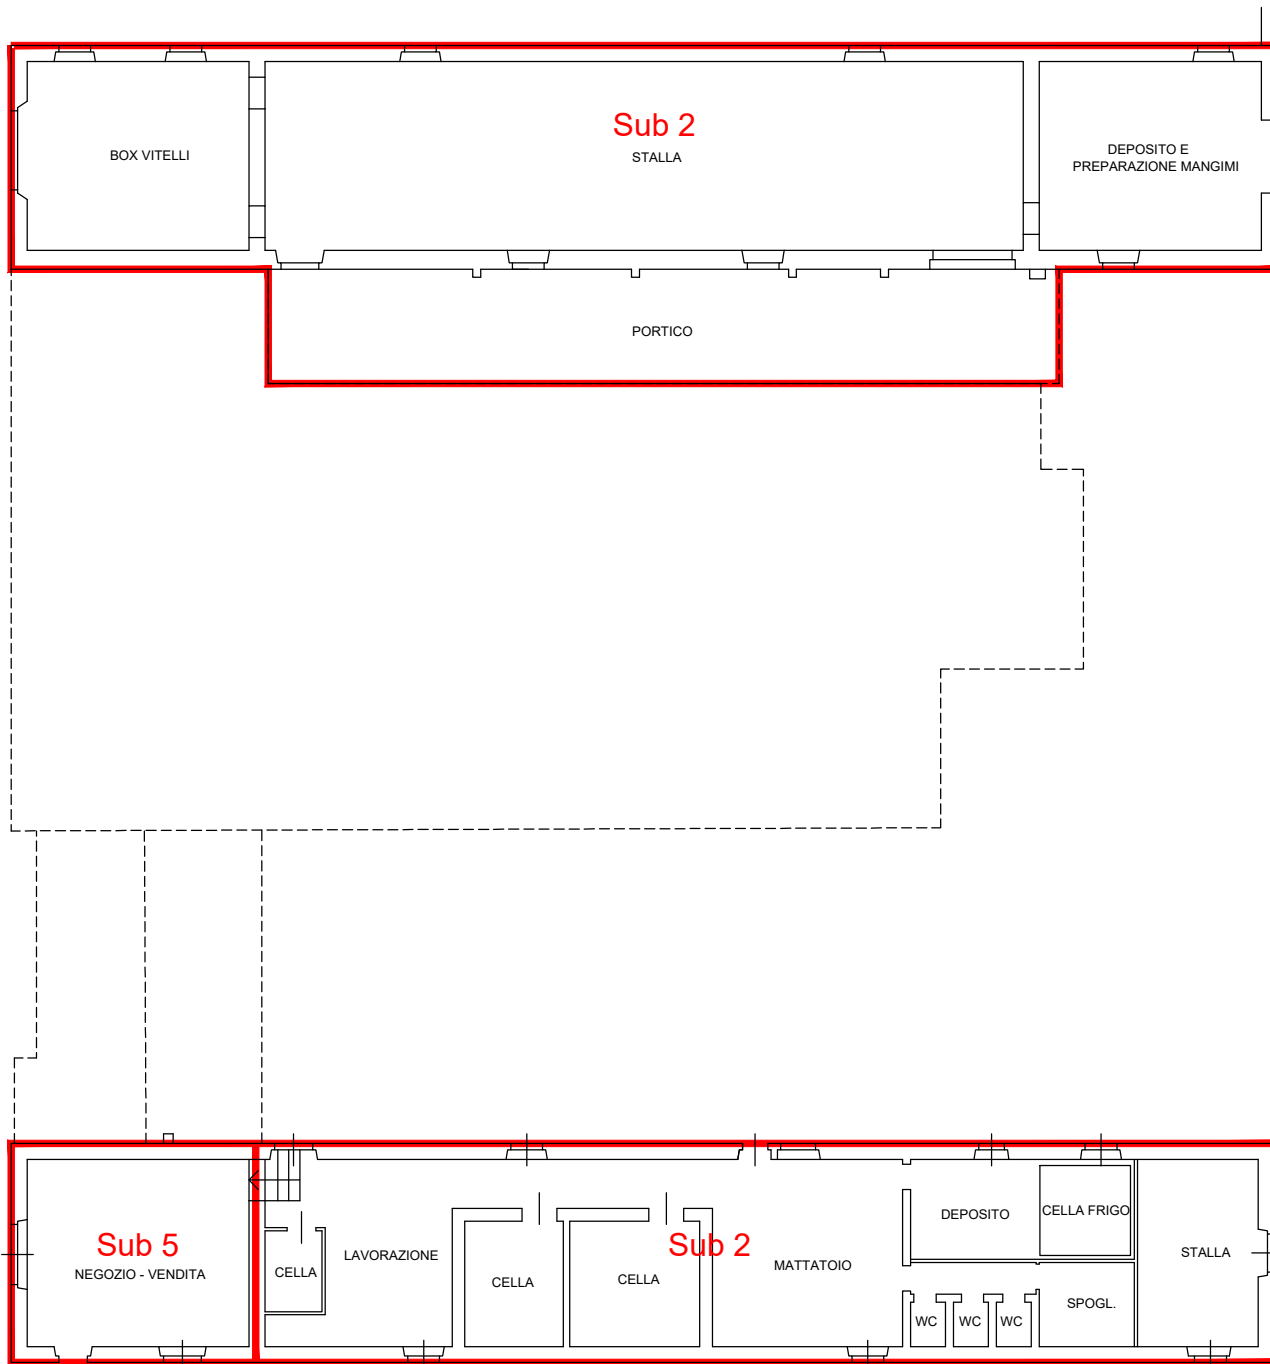 Sub 2
BOX VITELLI
STALLA
DEPOSITO E
PREPARAZIONE MANGIMI
PORTICO
Sub 5
NEGOZIO - VENDITA
LAVORAZIONE
CELLA
CELLA
CELLA
Sub 2
MATTATOIO
DEPOSITO
CELLA FRIGO
STALLA
SPOGL.
WC
WC
WC